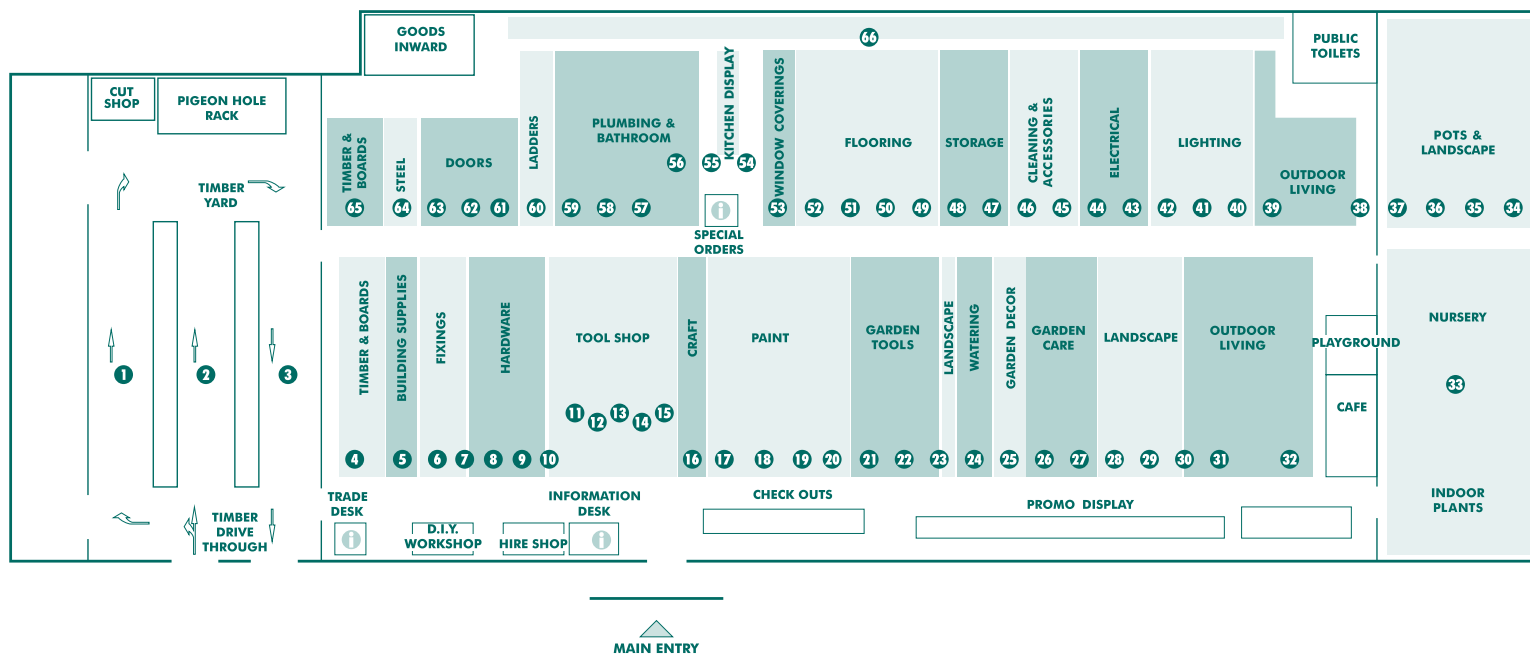 GOODS
INWARD
66
PUBLIC
TOILETS
CUT
SHOP
PIGEON HOLE
RACK
TIMBER
YARD
TIMBER &
BOARDS
65
STEEL
64
DOORS
63 62 61
LADDERS
60
PLUMBING &
BATHROOM
56
59 58 57
KITCHEN DISPLAY
55 54
i
SPECIAL
ORDERS
WINDOW COVERINGS
53
FLOORING
52 51 50 49
STORAGE
48 47
CLEANING &
ACCESSORIES
46 45
ELECTRICAL
44 43
LIGHTING
42 41 40
OUTDOOR
LIVING
39 38
POTS &
LANDSCAPE
37 36 35 34
1 2 3
TIMBER & BOARDS
4
BUILDING SUPPLIES
5
FIXINGS
6 7
HARDWARE
8 9 10
TOOL SHOP
11 12 13 14 15
CRAFT
16
PAINT
17 18 19 20
GARDEN
TOOLS
21 22 23
LANDSCAPE
WATERING
24
GARDEN DECOR
25
GARDEN
CARE
26 27
LANDSCAPE
28 29 30
OUTDOOR
LIVING
31 32
PLAYGROUND
CAFE
NURSERY
33
INDOOR
PLANTS
TIMBER
DRIVE
THROUGH
TRADE
DESK
i
D.I.Y.
WORKSHOP
HIRE SHOP
INFORMATION
DESK
i
CHECK OUTS
PROMO DISPLAY
MAIN ENTRY